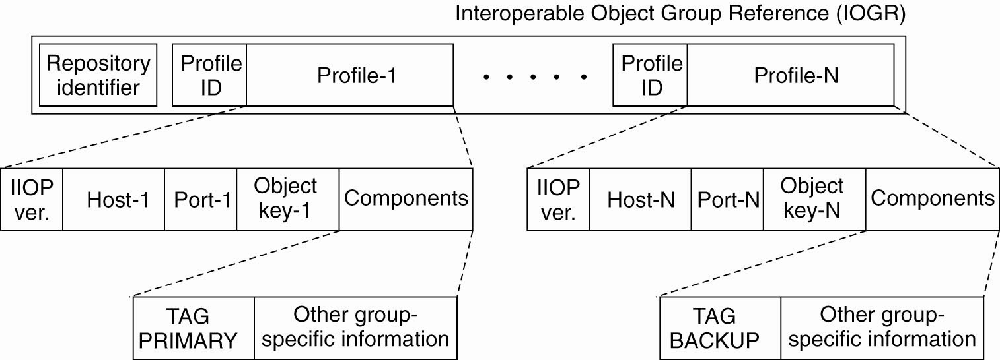 Interoperable Object Group Reference (IOGR)
Repository
identifier
Profile
ID
Profile-1
Profile
ID
Profile-N
IIOP
ver.
Host-1
Port-1
Object
key-1
Components
IIOP
ver.
Host-N
Port-N
Object
key-N
Components
TAG
PRIMARY
Other group-
specific information
TAG
BACKUP
Other group-
specific information